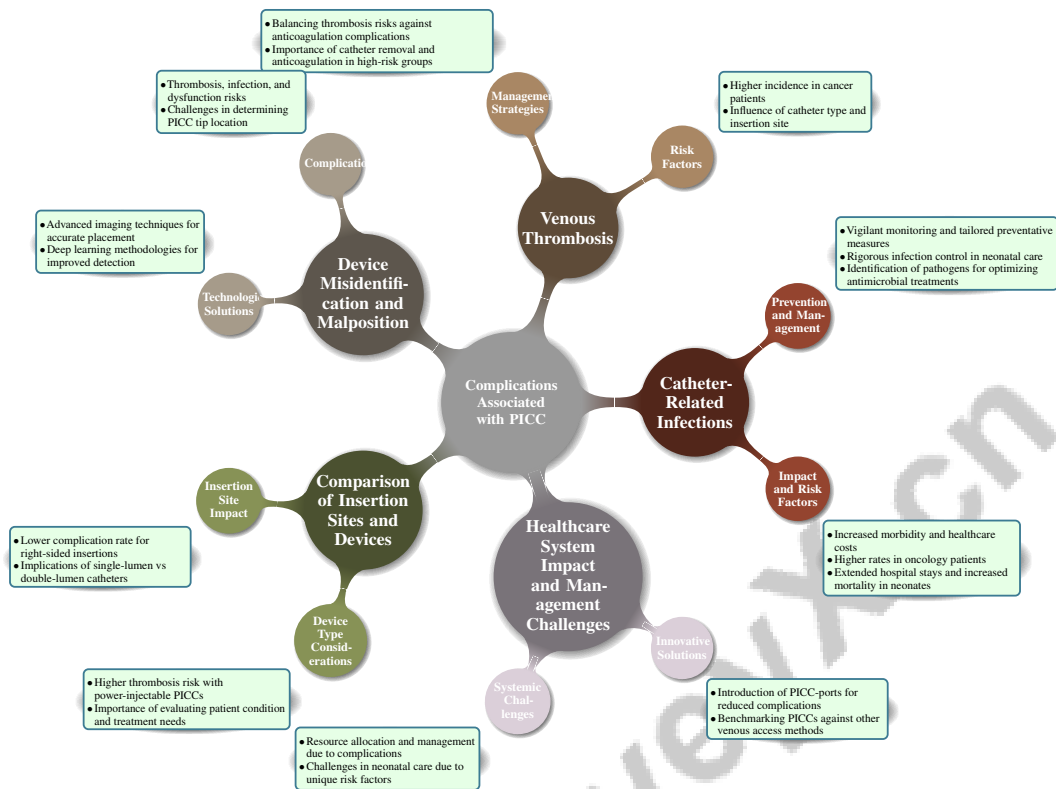 • Balancing thrombosis risks against
anticoagulation complications
• Importance of catheter removal and
anticoagulation in high-risk groups
• Thrombosis, infection, and
dysfunction risks
• Challenges in determining
PICC tip location
Management
Strategies
• Higher incidence in cancer
patients
• Influence of catheter type and
insertion site
Risk
Factors
Complicati
Venous
Thrombosis
• Advanced imaging techniques for
accurate placement
• Deep learning methodologies for
improved detection
Device
Misidentifi-
cation and
Malposition
Technologi
Solutions
• Vigilant monitoring and tailored preventative
measures
• Rigorous infection control in neonatal care
• Identification of pathogens for optimizing
antimicrobial treatments
Prevention
and Man-
agement
Complications
Associated
with PICC
Catheter-
Related
Infections
Impact
and Risk
Factors
• Increased morbidity and healthcare
costs
• Higher rates in oncology patients
• Extended hospital stays and increased
mortality in neonates
Insertion
Site
Impact
Comparison
of Insertion
Sites and
Devices
• Lower complication rate for
right-sided insertions
• Implications of single-lumen vs
double-lumen catheters
Device
Type
Consid-
erations
• Higher thrombosis risk with
power-injectable PICCs
• Importance of evaluating patient condition
and treatment needs
Healthcare
System
Impact
and Man-
agement
Challenges
Innovative
Solutions
Systemic
Chal-
lenges
• Introduction of PICC-ports for
reduced complications
• Benchmarking PICCs against other
venous access methods
• Resource allocation and management
due to complications
• Challenges in neonatal care due to
unique risk factors